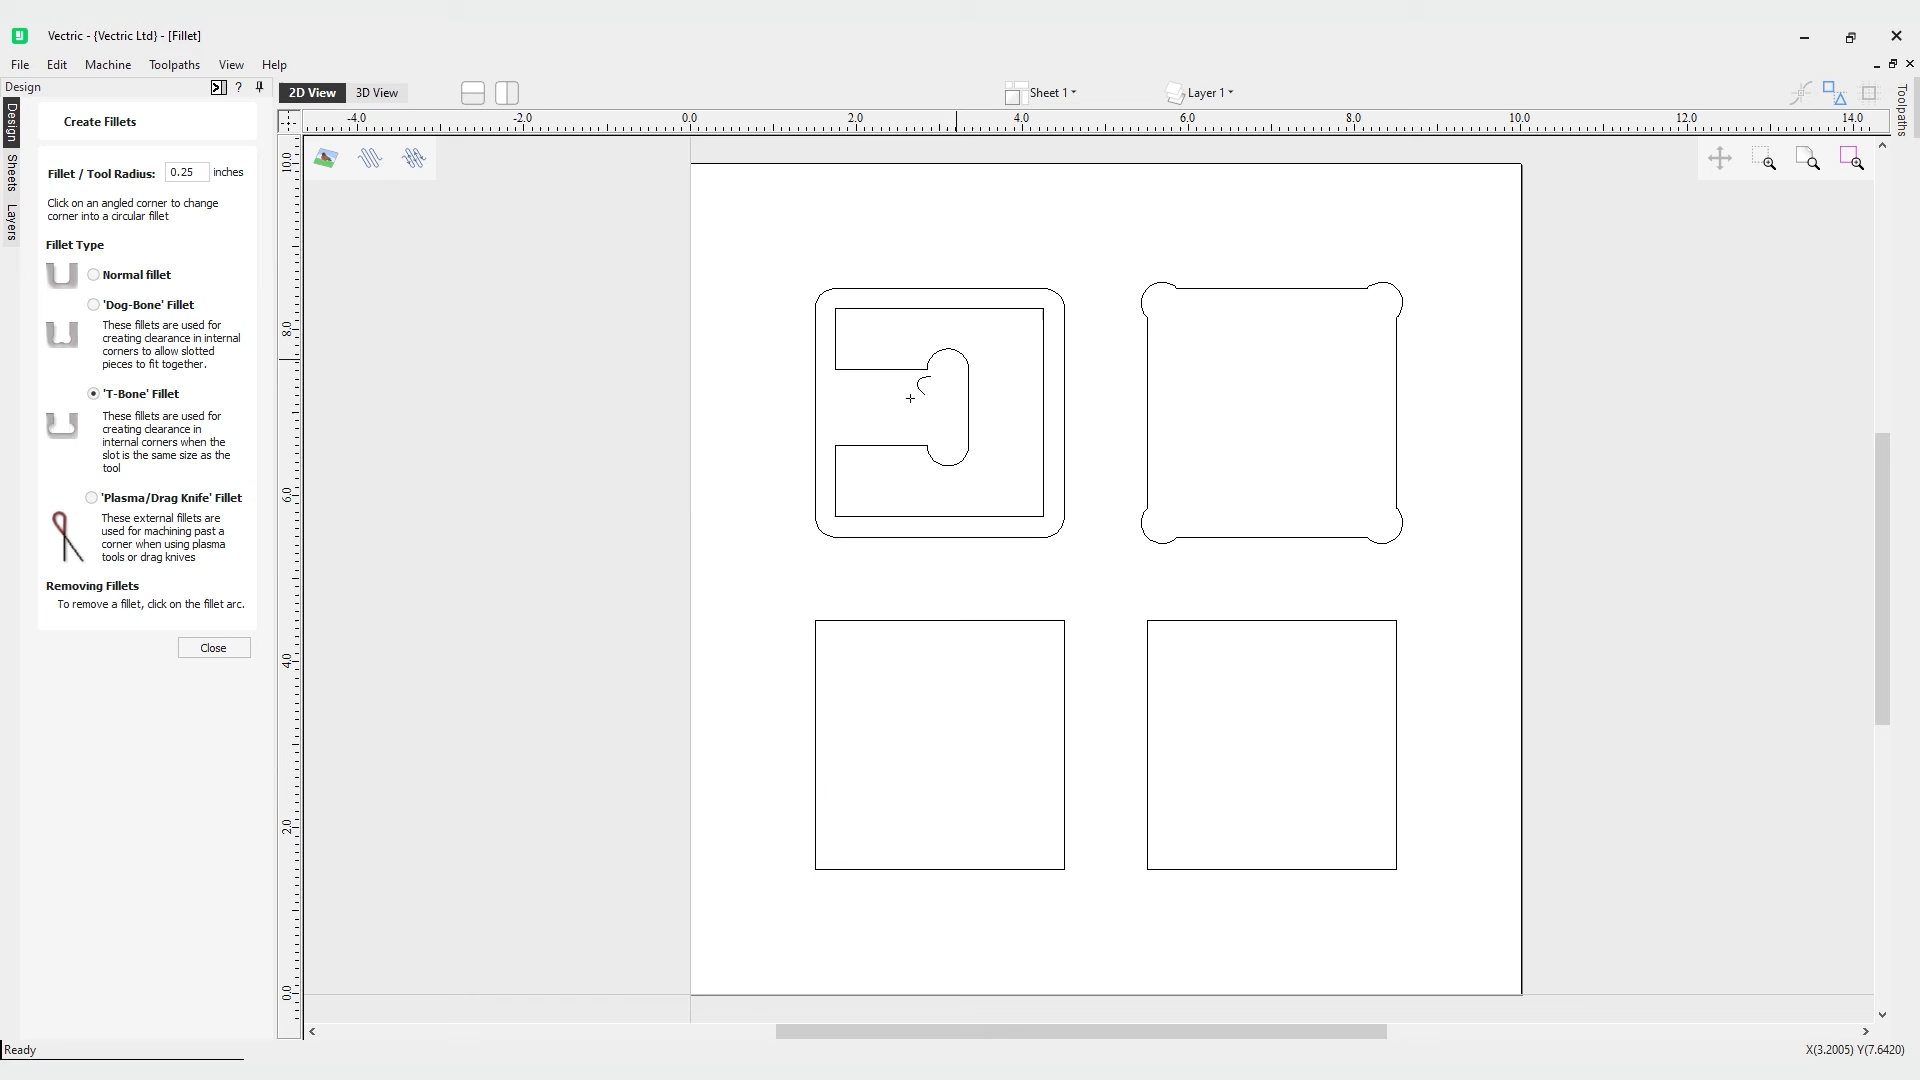 Vectric - {Vectric Ltd} - [Fillet]
File Edit Machine Toolpaths View Help
Design ?
2D View 3D View Sheet 1 Layer 1
Toolpaths
Design
Sheets
Layers
Create Fillets
-4.0 -2.0 0.0 2.0 4.0 6.0 8.0 10.0 12.0 14.0
10.0
8.0
6.0
4.0
2.0
0.0
Fillet / Tool Radius: 0.25 inches
Click on an angled corner to change
corner into a circular fillet
Fillet Type
Normal fillet
'Dog-Bone' Fillet
These fillets are used for
creating clearance in internal
corners to allow slotted
pieces to fit together.
'T-Bone' Fillet
These fillets are used for
creating clearance in
internal corners when the
slot is the same size as the
tool
'Plasma/Drag Knife' Fillet
These external fillets are
used for machining past a
corner when using plasma
tools or drag knives
Removing Fillets
To remove a fillet, click on the fillet arc.
Close
Ready
X(3.2005) Y(7.6420)